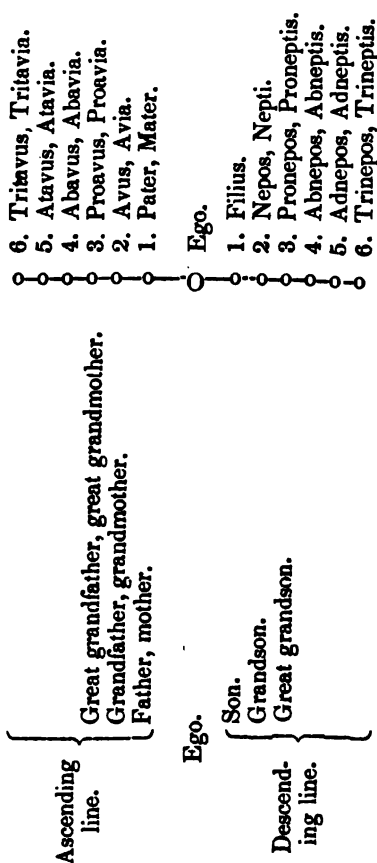 Ascending
line.
Great grandfather, great grandmother.
Grandfather, grandmother.
Father, mother.
Ego.
Son.
Grandson.
Great grandson.
Descend-
ing line.
6. Tritavus, Tritavia.
5. Atavus, Atavia.
4. Abavus, Abavia.
3. Proavus, Proavia.
2. Avus, Avia.
1. Pater, Mater.
Ego.
1. Filius.
2. Nepos, Nepti.
3. Pronepos, Proneptis.
4. Abnepos, Abneptis.
5. Adnepos, Adneptis.
6. Trinepos, Trineptis.